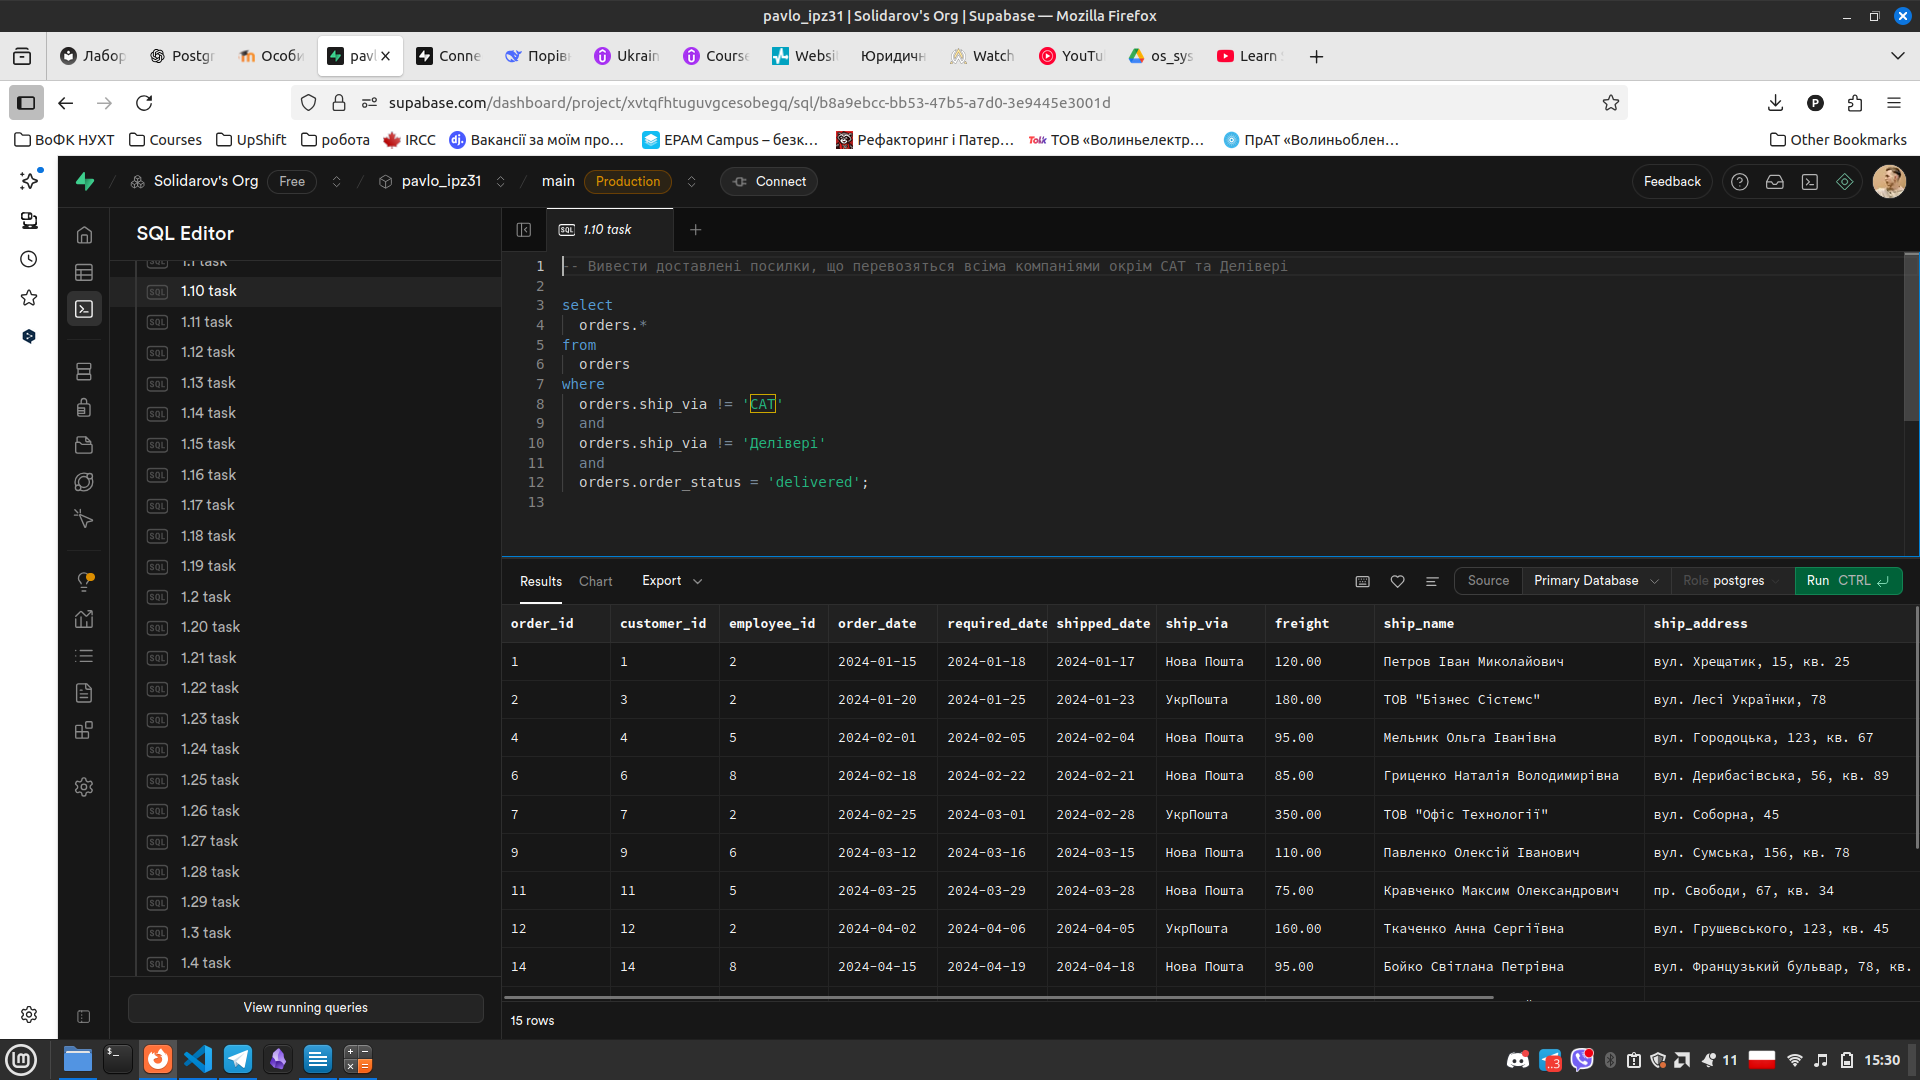 pavlo_ipz31 | Solidarov's Org | Supabase — Mozilla Firefox
Лабор
Postgr
Особи
pavl
Conne
Порівн
Ukrain
Course
Websi
Юридичн
Watch
YouTu
os_sys
Learn
supabase.com/dashboard/project/xvtqfhtuguvgcesobegq/sql/b8a9ebcc-bb53-47b5-a7d0-3e9445e3001d
ВоФК НУХТ
Courses
UpShift
робота
IRCC
Вакансії за моїм про…
EPAM Campus – безк…
Рефакторинг і Патер…
ТОВ «Волиньелектр…
ПрАТ «Волиньоблен…
Other Bookmarks
Solidarov's Org
Free
pavlo_ipz31
main
Production
Connect
Feedback
SQL Editor
1.1 task
1.10 task
1.11 task
1.12 task
1.13 task
1.14 task
1.15 task
1.16 task
1.17 task
1.18 task
1.19 task
1.2 task
1.20 task
1.21 task
1.22 task
1.23 task
1.24 task
1.25 task
1.26 task
1.27 task
1.28 task
1.29 task
1.3 task
1.4 task
View running queries
1.10 task
1 -- Вивести доставлені посилки, що перевозяться всіма компаніями окрім САТ та Делівері
2
3 select
4 orders.*
5 from
6 orders
7 where
8 orders.ship_via != 'САТ'
9 and
10 orders.ship_via != 'Делівері'
11 and
12 orders.order_status = 'delivered';
13
Results Chart Export
Source Primary Database Role postgres Run CTRL
order_id customer_id employee_id order_date required_date shipped_date ship_via freight ship_name ship_address
1 1 2 2024-01-15 2024-01-18 2024-01-17 Нова Пошта 120.00 Петров Іван Миколайович вул. Хрещатик, 15, кв. 25
2 3 2 2024-01-20 2024-01-25 2024-01-23 УкрПошта 180.00 ТОВ "Бізнес Сістемс" вул. Лесі Українки, 78
4 4 5 2024-02-01 2024-02-05 2024-02-04 Нова Пошта 95.00 Мельник Ольга Іванівна вул. Городоцька, 123, кв. 67
6 6 8 2024-02-18 2024-02-22 2024-02-21 Нова Пошта 85.00 Гриценко Наталія Володимирівна вул. Дерибасівська, 56, кв. 89
7 7 2 2024-02-25 2024-03-01 2024-02-28 УкрПошта 350.00 ТОВ "Офіс Технології" вул. Соборна, 45
9 9 6 2024-03-12 2024-03-16 2024-03-15 Нова Пошта 110.00 Павленко Олексій Іванович вул. Сумська, 156, кв. 78
11 11 5 2024-03-25 2024-03-29 2024-03-28 Нова Пошта 75.00 Кравченко Максим Олександрович пр. Свободи, 67, кв. 34
12 12 2 2024-04-02 2024-04-06 2024-04-05 УкрПошта 160.00 Ткаченко Анна Сергіївна вул. Грушевського, 123, кв. 45
14 14 8 2024-04-15 2024-04-19 2024-04-18 Нова Пошта 95.00 Бойко Світлана Петрівна вул. Французький бульвар, 78, кв.
15 rows
11
15:30